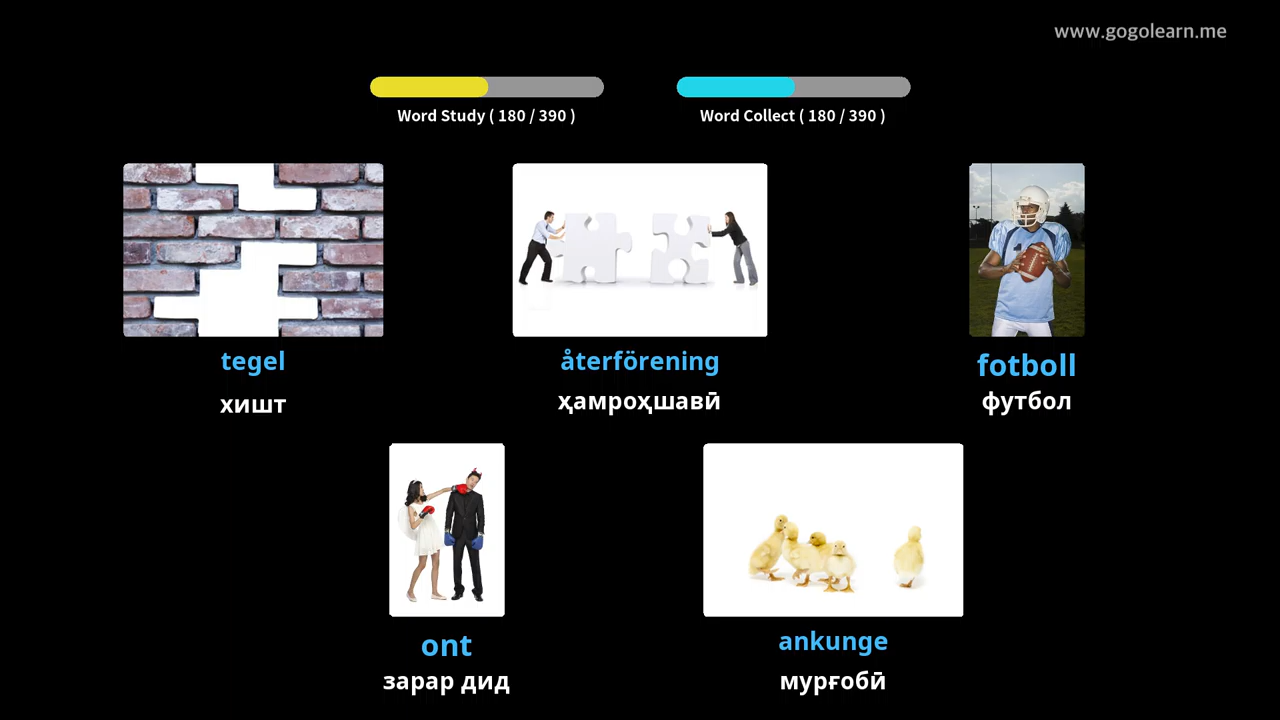 www.gogolearn.me
Word Study ( 180 / 390 )
Word Collect ( 180 / 390 )
tegel
återförening
fotboll
хишт
ҳамроҳшавӣ
футбол
ont
ankunge
зарар дид
мурғобӣ